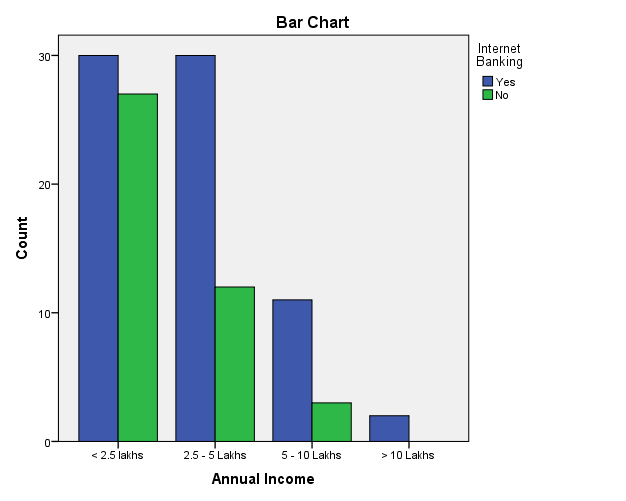 Bar Chart
Internet
Banking
Yes
No
30
20
10
0
Count
< 2.5 lakhs
2.5 - 5 Lakhs
5 - 10 Lakhs
> 10 Lakhs
Annual Income